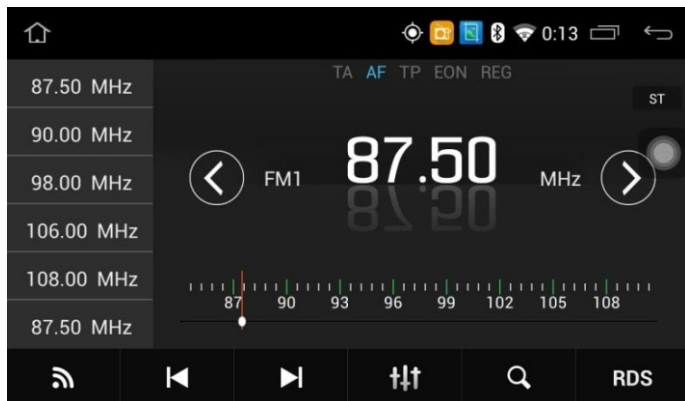 0:13
TA AF TP EON REG
ST
87.50 MHz
90.00 MHz
98.00 MHz
106.00 MHz
108.00 MHz
87.50 MHz
FM1 87.50 MHz
87 90 93 96 99 102 105 108
RDS